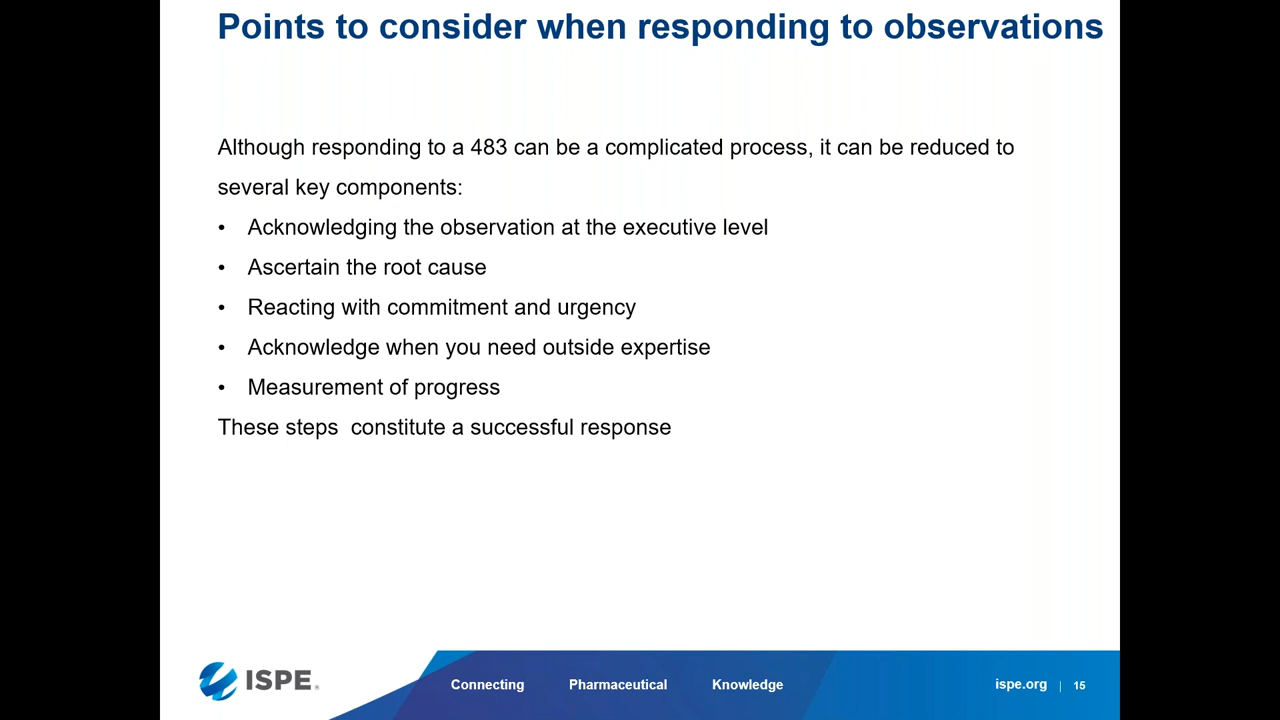 Points to consider when responding to observations
Although responding to a 483 can be a complicated process, it can be reduced to
several key components:
• Acknowledging the observation at the executive level
• Ascertain the root cause
• Reacting with commitment and urgency
• Acknowledge when you need outside expertise
• Measurement of progress
These steps  constitute a successful response
ISPE®
Connecting Pharmaceutical Knowledge
ispe.org | 15